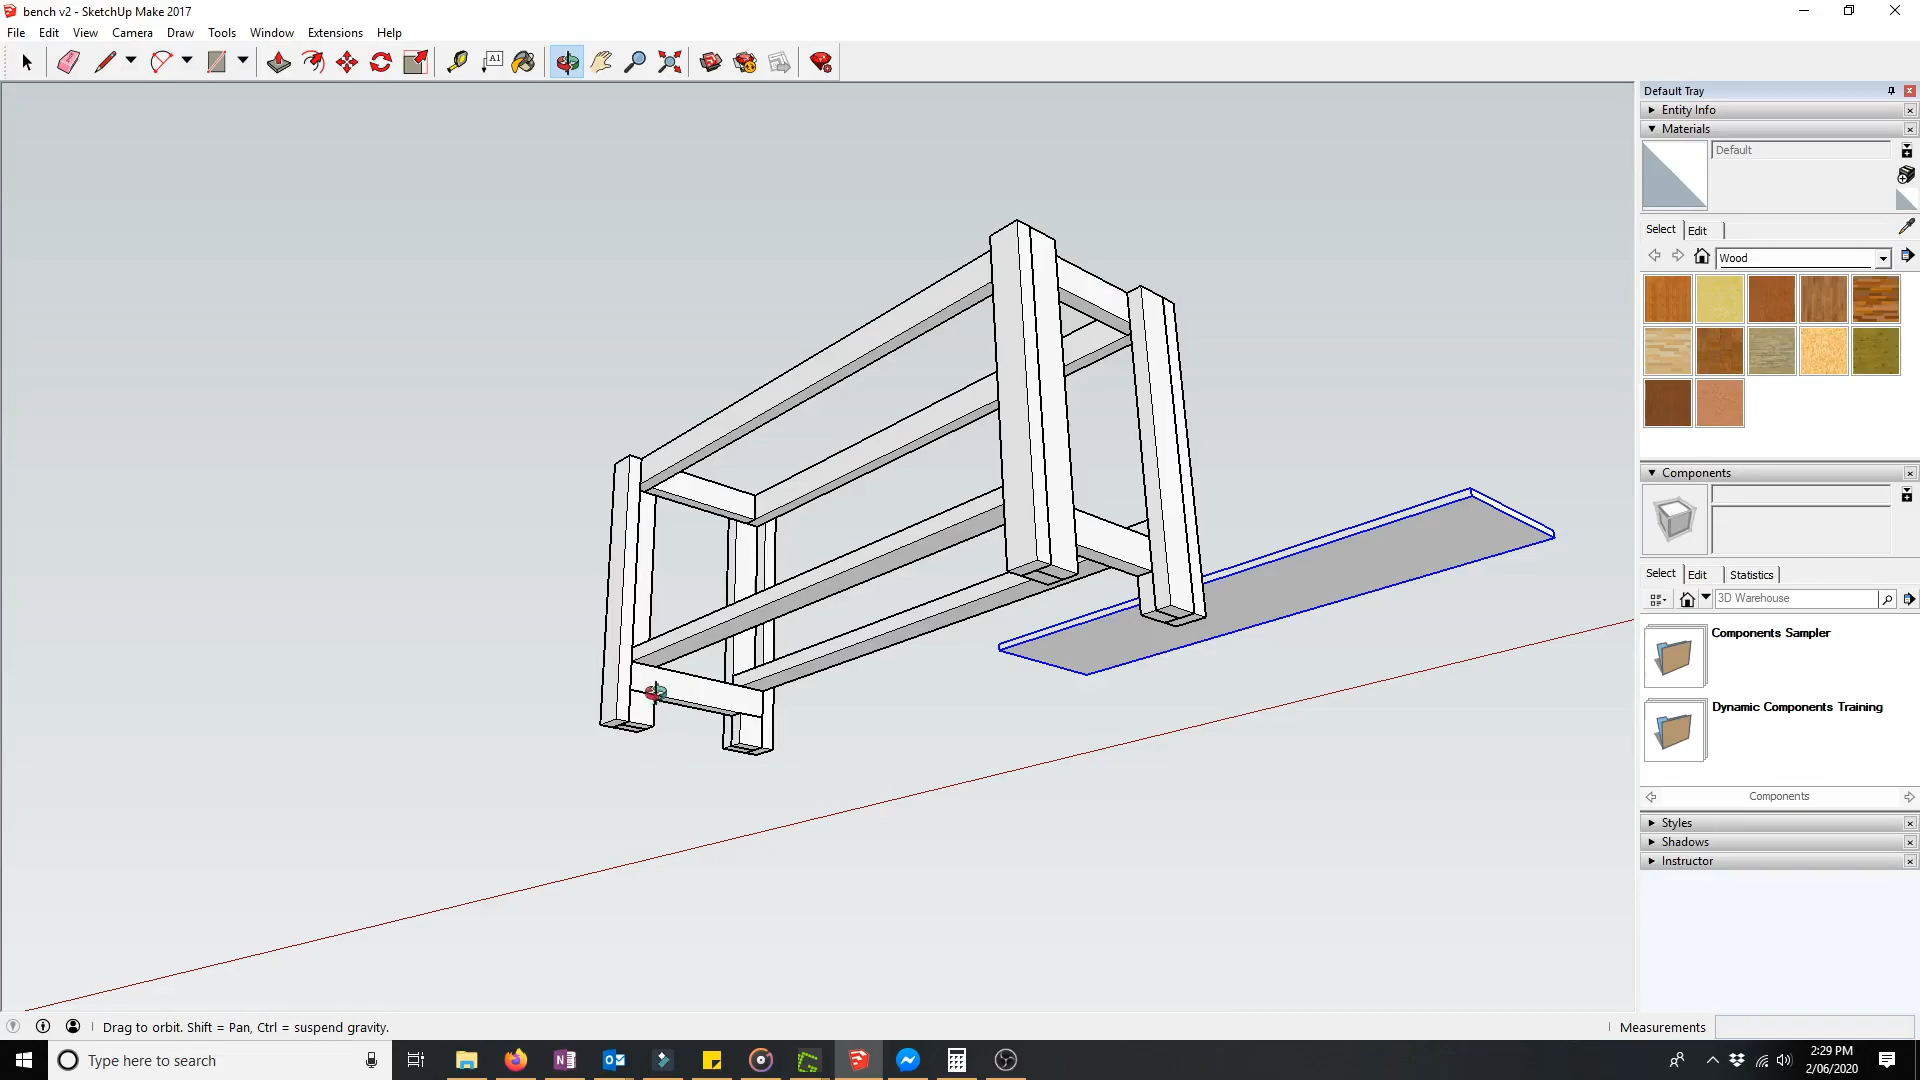 bench v2 - SketchUp Make 2017
File Edit View Camera Draw Tools Window Extensions Help
A1
Default Tray
Entity Info
Materials
Default
Select Edit
Wood
Components
Select Edit Statistics
3D Warehouse
Components Sampler
Dynamic Components Training
Components
Styles
Shadows
Instructor
Drag to orbit. Shift = Pan, Ctrl = suspend gravity.
Measurements
Type here to search
2:29 PM
2/06/2020